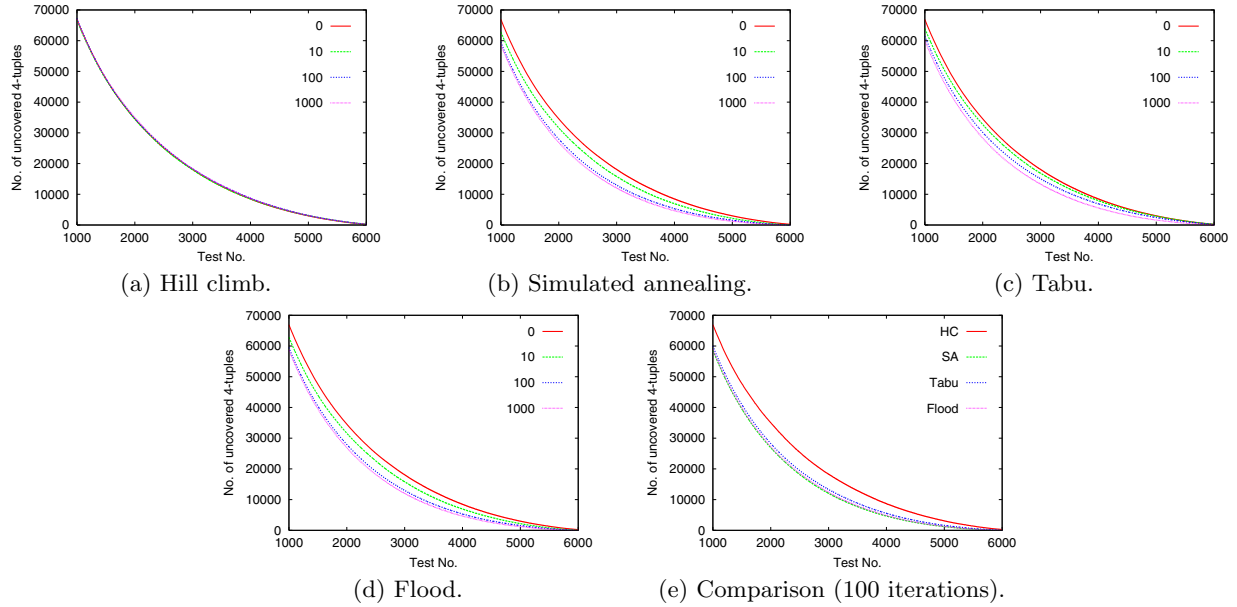 No. of uncovered 4-tuples
70000
60000
50000
40000
30000
20000
10000
0
1000 2000 3000 4000 5000 6000
Test No.
0
10
100
1000
(a) Hill climb.
No. of uncovered 4-tuples
70000
60000
50000
40000
30000
20000
10000
0
1000 2000 3000 4000 5000 6000
Test No.
0
10
100
1000
(b) Simulated annealing.
No. of uncovered 4-tuples
70000
60000
50000
40000
30000
20000
10000
0
1000 2000 3000 4000 5000 6000
Test No.
0
10
100
1000
(c) Tabu.
No. of uncovered 4-tuples
70000
60000
50000
40000
30000
20000
10000
0
1000 2000 3000 4000 5000 6000
Test No.
0
10
100
1000
(d) Flood.
No. of uncovered 4-tuples
70000
60000
50000
40000
30000
20000
10000
0
1000 2000 3000 4000 5000 6000
Test No.
HC
SA
Tabu
Flood
(e) Comparison (100 iterations).